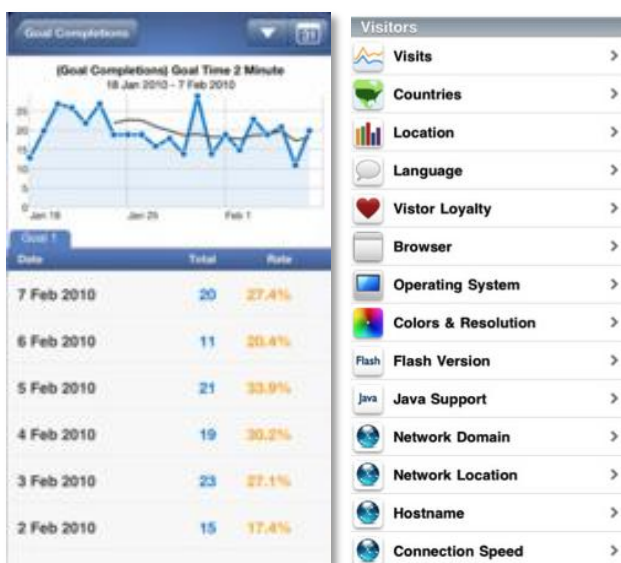 Goal Completions
31
(Goal Completions) Goal Time 2 Minute
18 Jan 2010 - 7 Feb 2010
25
20
15
10
5
0
Jan 18 Jan 25 Feb 1
Goal 1
Date Total Rate
7 Feb 2010 20 27.4%
6 Feb 2010 11 20.4%
5 Feb 2010 21 33.9%
4 Feb 2010 19 30.2%
3 Feb 2010 23 27.1%
2 Feb 2010 15 17.4%
Visitors
Visits
Countries
Location
Language
Vistor Loyalty
Browser
Operating System
Colors & Resolution
Flash Flash Version
Java Java Support
Network Domain
Network Location
Hostname
Connection Speed